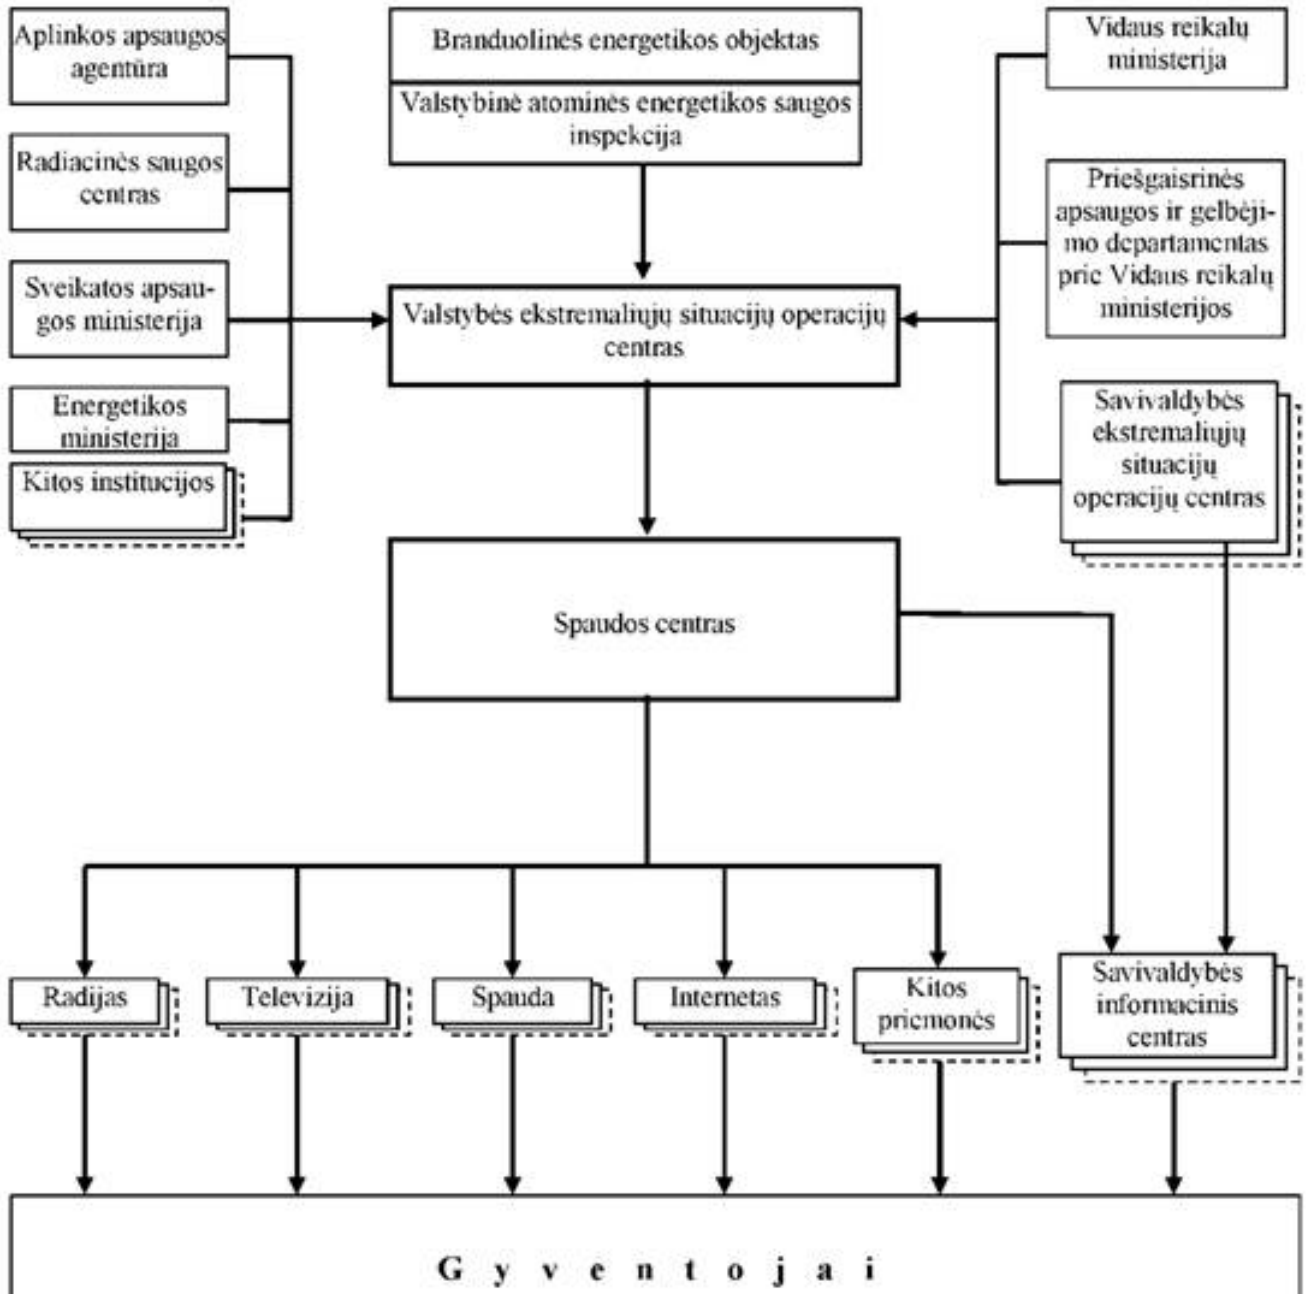 Aplinkos apsaugos
agentūra
Branduolinės energetikos objektas
Valstybinė atominės energetikos saugos
inspekcija
Vidaus reikalų
ministerija
Radiacinės saugos
centras
Priešgaisrinės
apsaugos ir gelbėji-
mo departamentas
prie Vidaus reikalų
ministerijos
Sveikatos apsau-
gos ministerija
Valstybės ekstremaliųjų situacijų operacijų
centras
Energetikos
ministerija
Kitos institucijos
Savivaldybės
ekstremaliųjų
situacijų
operacijų centras
Spaudos centras
Radijas
Televizija
Spauda
Internetas
Kitos
priemonės
Savivaldybės
informacinis
centras
G y v e n t o j a i